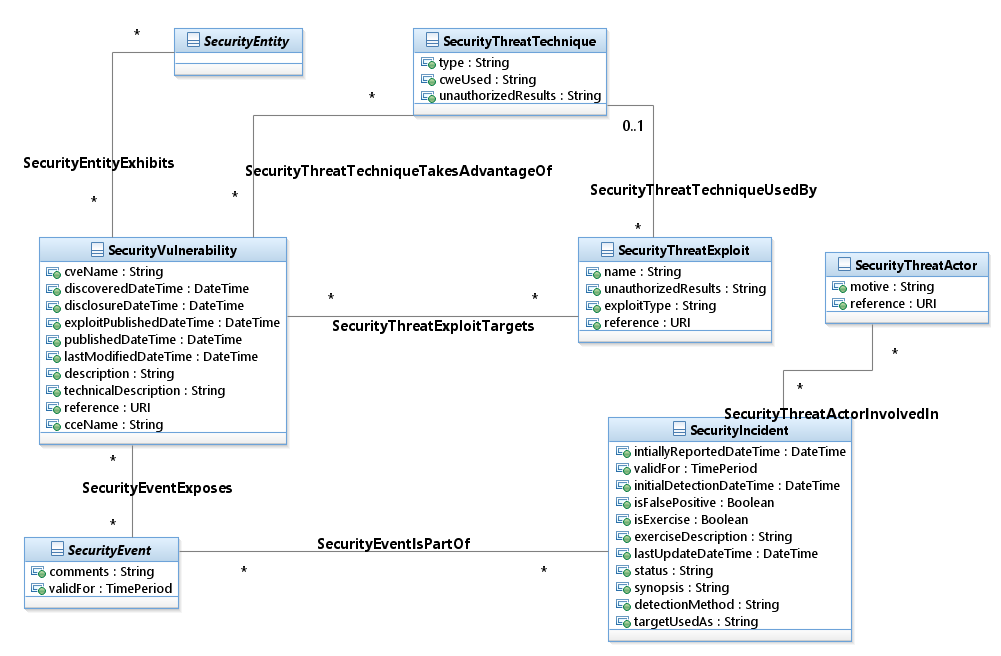 *
SecurityEntity
SecurityThreatTechnique
type : String
cweUsed : String
unauthorizedResults : String
*
0..1
SecurityEntityExhibits
SecurityThreatTechniqueTakesAdvantageOf
SecurityThreatTechniqueUsedBy
*
*
*
SecurityVulnerability
cveName : String
discoveredDateTime : DateTime
disclosureDateTime : DateTime
exploitPublishedDateTime : DateTime
publishedDateTime : DateTime
lastModifiedDateTime : DateTime
description : String
technicalDescription : String
reference : URI
cceName : String
*
*
SecurityThreatExploitTargets
SecurityThreatExploit
name : String
unauthorizedResults : String
exploitType : String
reference : URI
SecurityThreatActor
motive : String
reference : URI
*
*
SecurityThreatActorInvolvedIn
SecurityIncident
intiallyReportedDateTime : DateTime
validFor : TimePeriod
initialDetectionDateTime : DateTime
isFalsePositive : Boolean
isExercise : Boolean
exerciseDescription : String
lastUpdateDateTime : DateTime
status : String
synopsis : String
detectionMethod : String
targetUsedAs : String
*
SecurityEventExposes
*
SecurityEvent
comments : String
validFor : TimePeriod
SecurityEventIsPartOf
*
*